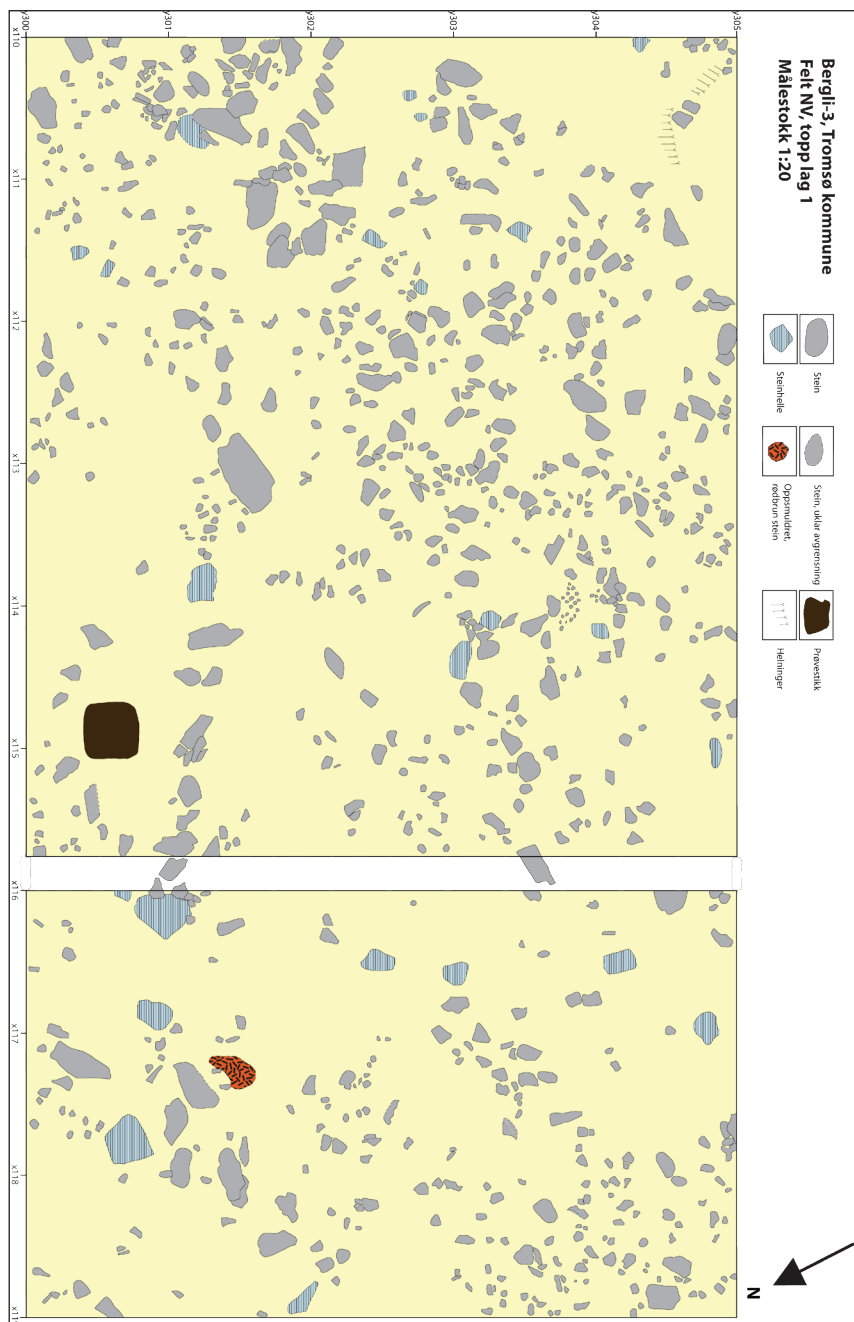 Bergli-3, Tromsø kommune
Felt NV, topp lag 1
Målestokk 1:20
Stein
Steinhelle
Stein, uklar avgrensning
Oppsmuldret,
rødbrun stein
Prøvestikk
Helninger
y300
y301
y302
y303
y304
y305
x110
x111
x112
x113
x114
x115
x116
x117
x118
N